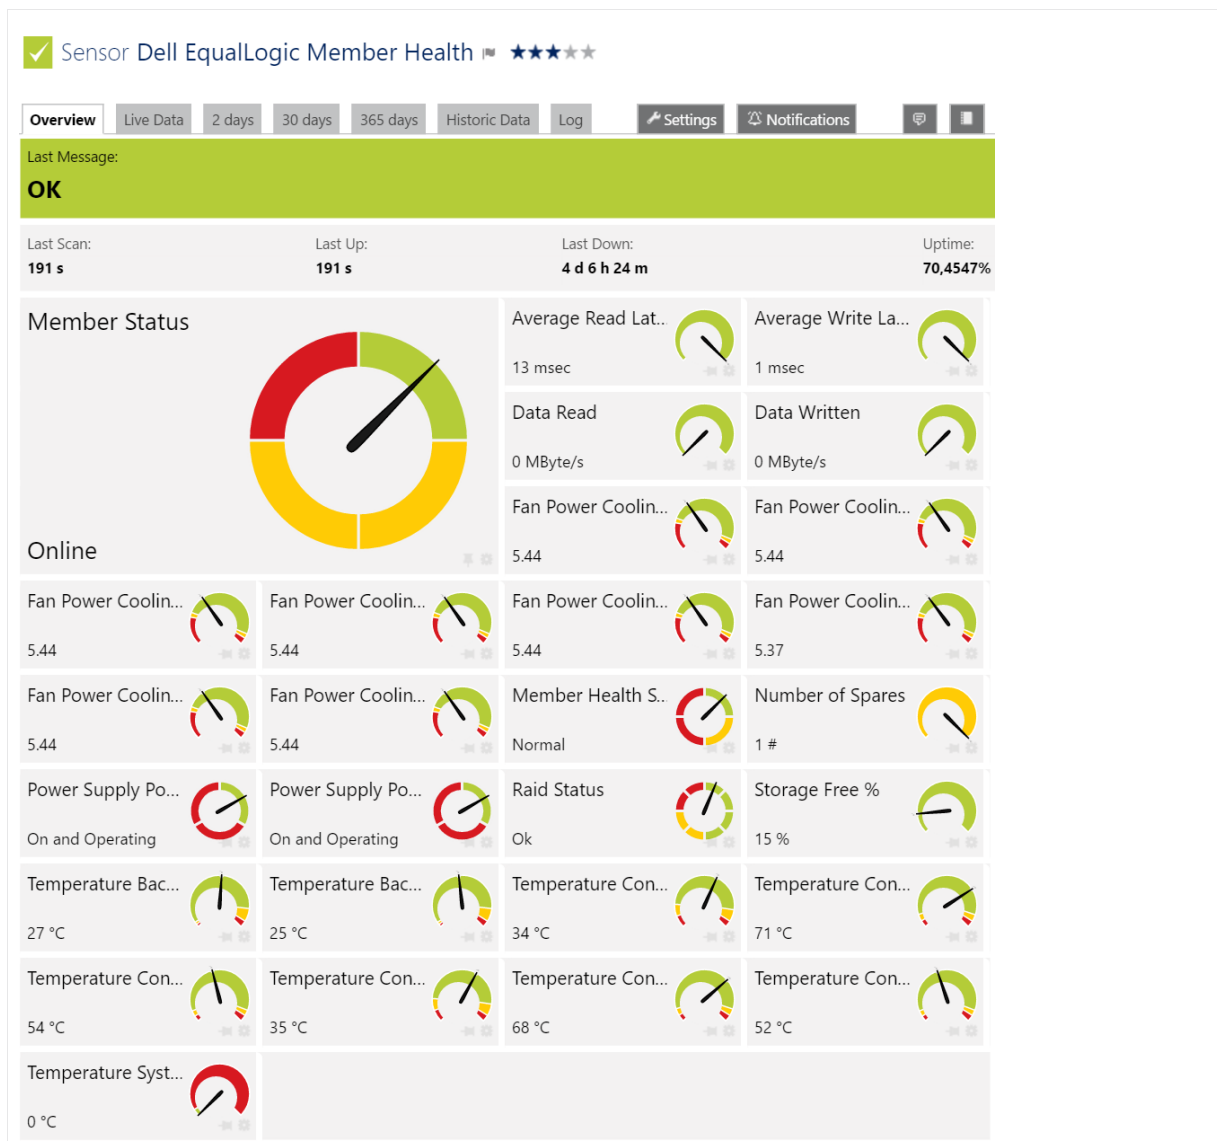 Sensor Dell EqualLogic Member Health
Overview
Live Data
2 days
30 days
365 days
Historic Data
Log
Settings
Notifications
Last Message:
OK
Last Scan:
Last Up:
Last Down:
Uptime:
191 s
191 s
4 d 6 h 24 m
70,4547%
Member Status
Online
Average Read Lat...
13 msec
Average Write La...
1 msec
Data Read
0 MByte/s
Data Written
0 MByte/s
Fan Power Coolin...
5.44
Fan Power Coolin...
5.44
Fan Power Coolin...
5.44
Fan Power Coolin...
5.44
Fan Power Coolin...
5.44
Fan Power Coolin...
5.37
Fan Power Coolin...
5.44
Fan Power Coolin...
5.44
Member Health S...
Normal
Number of Spares
1 #
Power Supply Po...
On and Operating
Power Supply Po...
On and Operating
Raid Status
Ok
Storage Free %
15 %
Temperature Bac...
27 °C
Temperature Bac...
25 °C
Temperature Con...
34 °C
Temperature Con...
71 °C
Temperature Con...
54 °C
Temperature Con...
35 °C
Temperature Con...
68 °C
Temperature Con...
52 °C
Temperature Syst...
0 °C